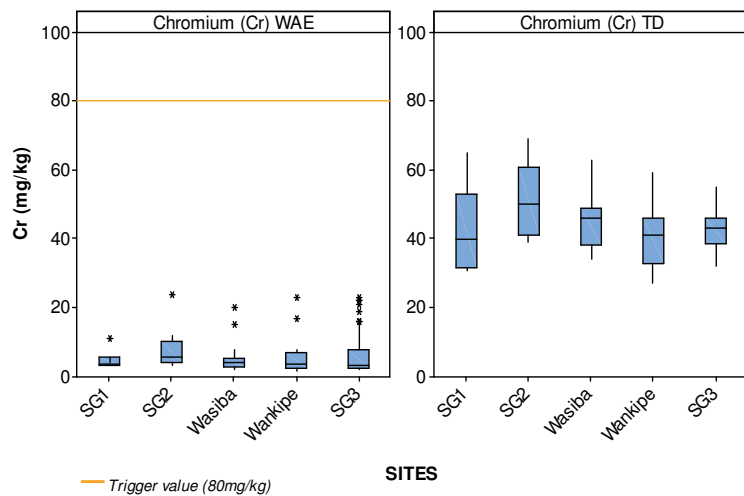 Chromium (Cr) WAE
Chromium (Cr) TD
100
80
60
40
20
0
100
80
60
40
20
0
Cr (mg/kg)
SG1
SG2
Wasiba
Wankipe
SG3
SG1
SG2
Wasiba
Wankipe
SG3
SITES
Trigger value (80mg/kg)